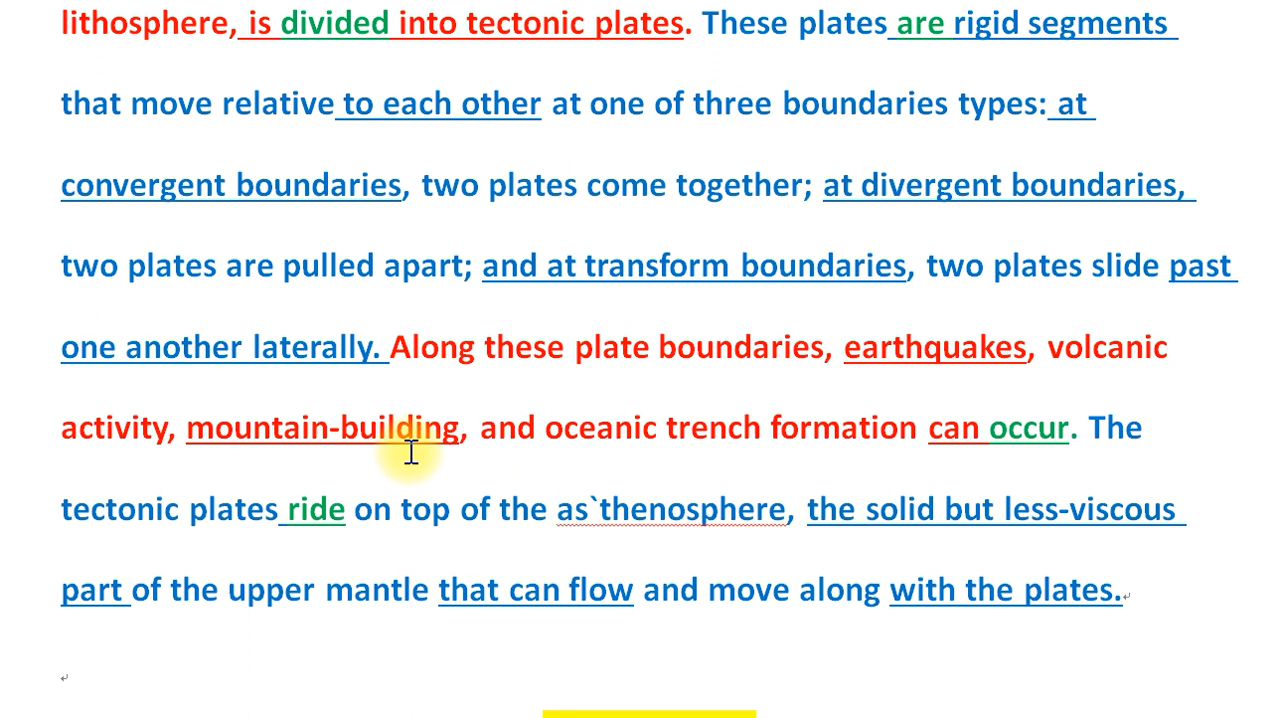 lithosphere, is divided into tectonic plates. These plates are rigid segments
that move relative to each other at one of three boundaries types: at
convergent boundaries, two plates come together; at divergent boundaries,
two plates are pulled apart; and at transform boundaries, two plates slide past
one another laterally. Along these plate boundaries, earthquakes, volcanic
activity, mountain-building, and oceanic trench formation can occur. The
tectonic plates ride on top of the as`thenosphere, the solid but less-viscous
part of the upper mantle that can flow and move along with the plates.